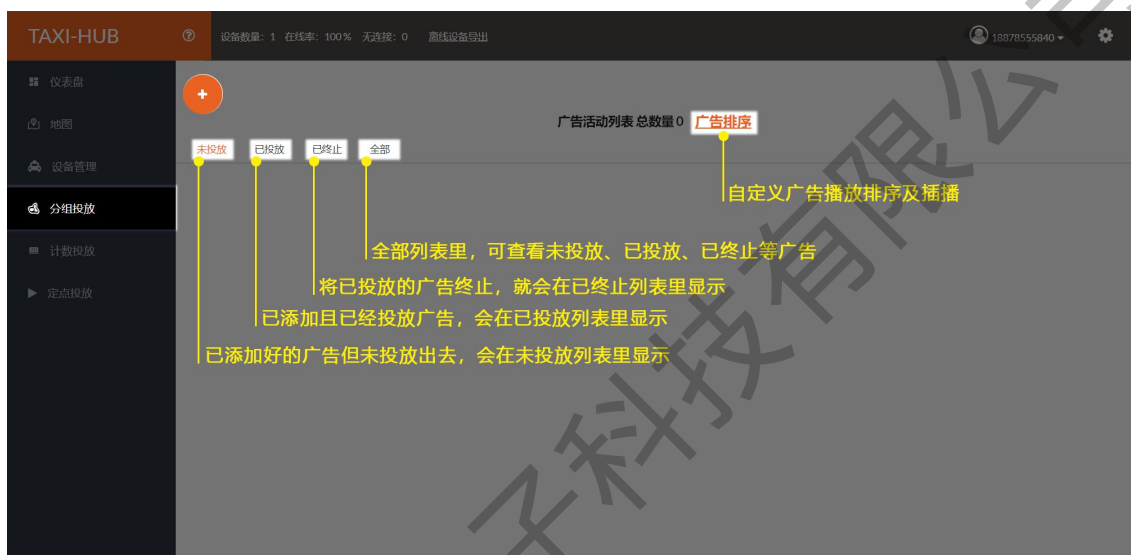 TAXI-HUB
设备数量：1 在线率：100% 无连接：0 离线设备导出
18878555840
仪表盘
地图
设备管理
分组投放
计数投放
定点投放
+
广告活动列表 总数量 0 广告排序
未投放 已投放 已终止 全部
自定义广告播放排序及插播
全部列表里，可查看未投放、已投放、已终止等广告
将已投放的广告终止，就会在已终止列表里显示
已添加且已经投放广告，会在已投放列表里显示
已添加好的广告但未投放出去，会在未投放列表里显示
子科技有限公司